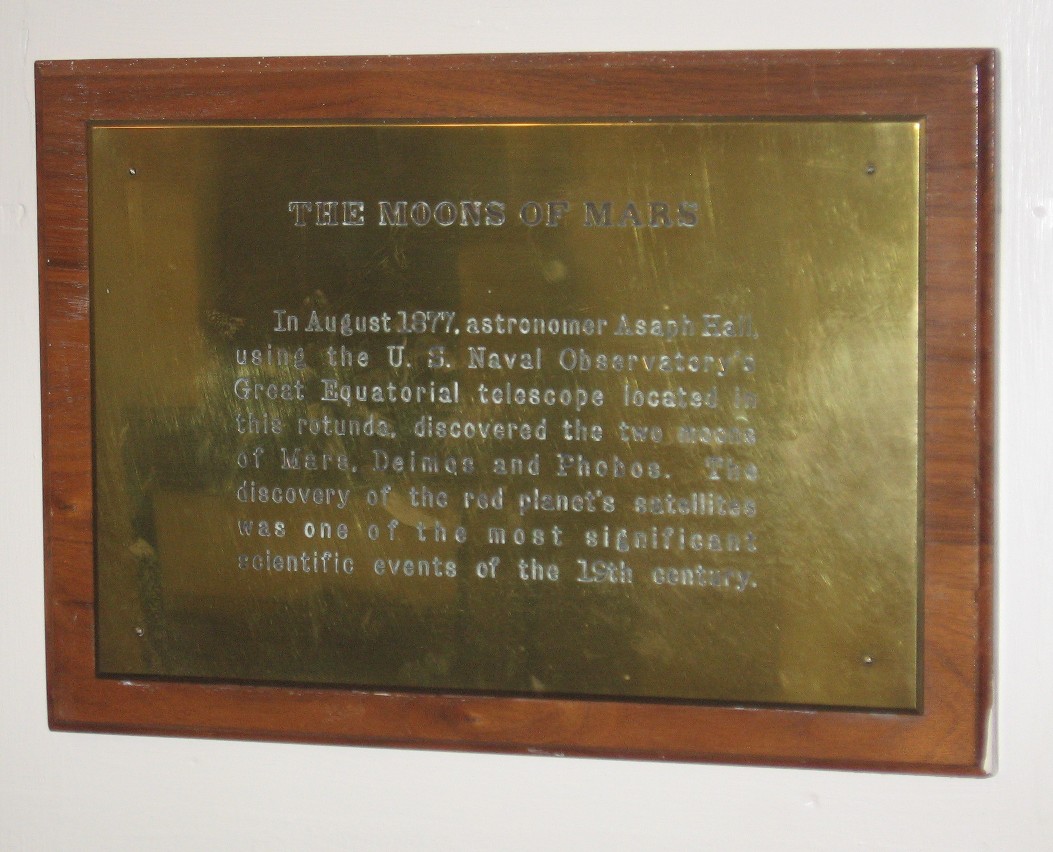 THE MOONS OF MARS
In August 1877, astronomer Asaph Hall,
using the U. S. Naval Observatory's
Great Equatorial telescope located in
this rotunda, discovered the two moons
of Mars, Deimos and Phobos. The
discovery of the red planet's satellites
was one of the most significant
scientific events of the 19th century.